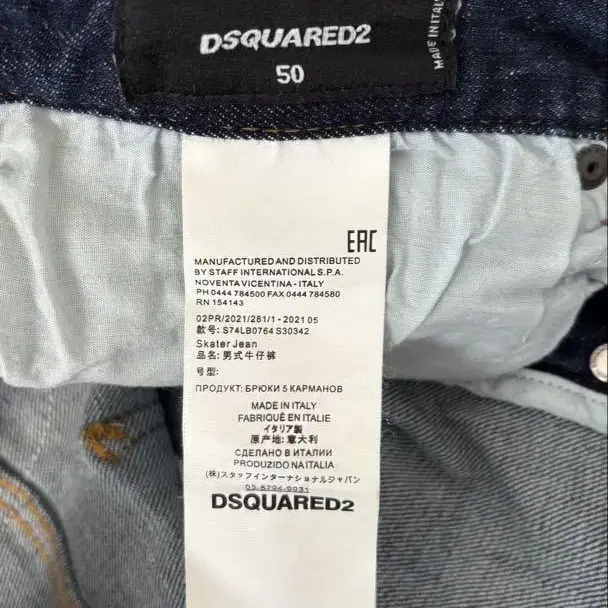 DSQUARED2
50
MADE IN ITALY
EAC
MANUFACTURED AND DISTRIBUTED
BY STAFF INTERNATIONAL S.P.A.
NOVENTA VICENTINA - ITALY
PH 0444 784500 FAX 0444 784580
RN 154143
02PR/2021/281/1 - 2021 05
款号: S74LB0764 S30342
Skater Jean
品名: 男式牛仔裤
号型:
ПРОДУКТ: БРЮКИ 5 КАРМАНОВ
MADE IN ITALY
FABRIQUÉ EN ITALIE
イタリア製
原产地: 意大利
СДЕЛАНО В ИТАЛИИ
PRODUZIDO NA ITALIA
(株)スタッフインターナショナルジャパン
03-5794-9931
DSQUARED2